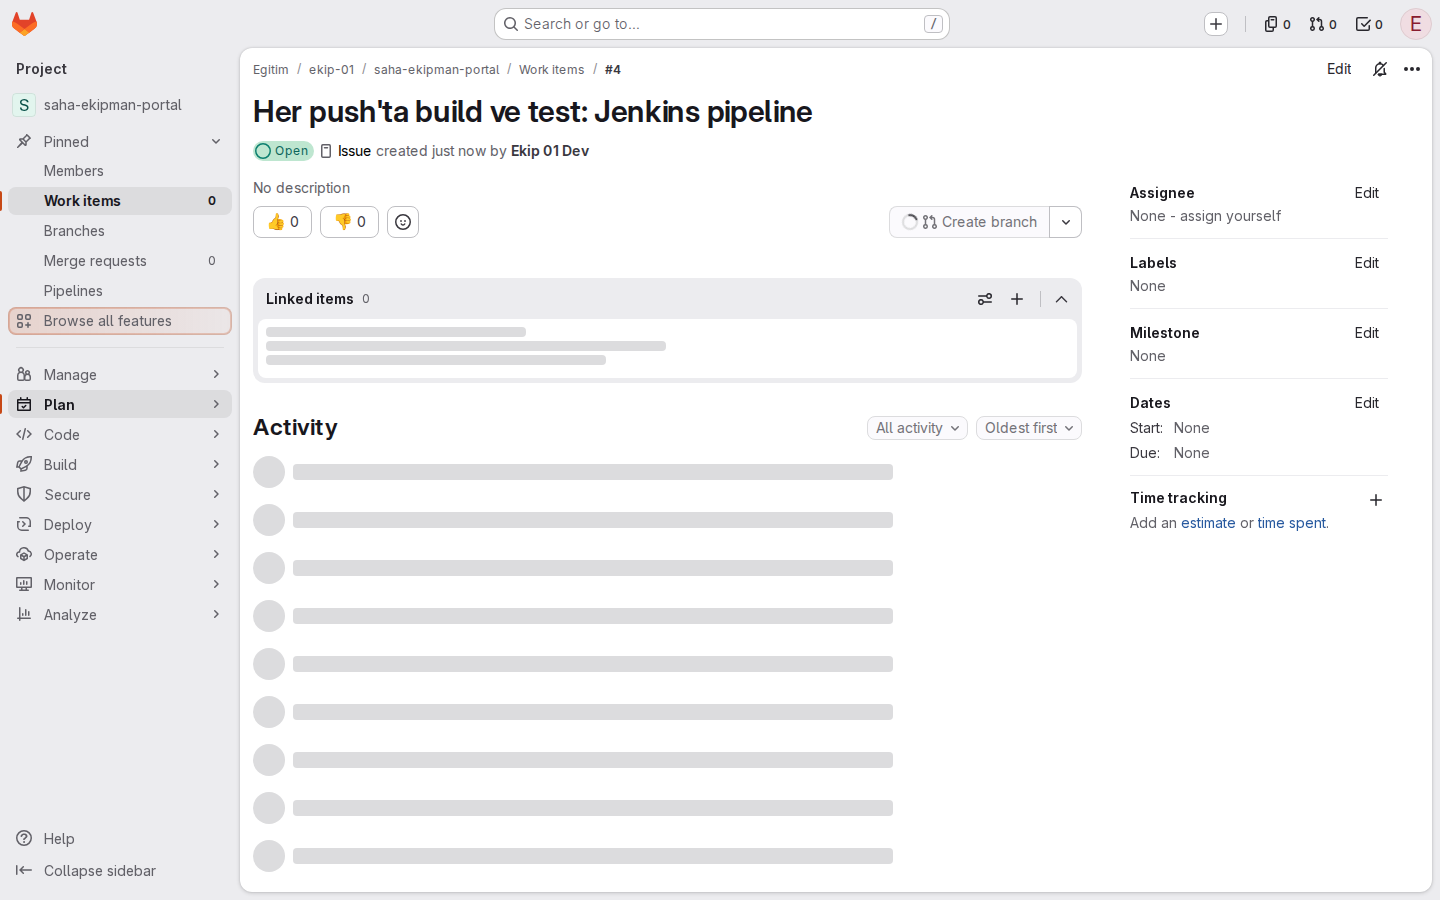 Search or go to...
/
0
0
0
E
Project
S
saha-ekipman-portal
Pinned
Members
Work items
0
Branches
Merge requests
0
Pipelines
Browse all features
Manage
Plan
Code
Build
Secure
Deploy
Operate
Monitor
Analyze
Help
Collapse sidebar
Egitim / ekip-01 / saha-ekipman-portal / Work items / #4
Edit
Her push'ta build ve test: Jenkins pipeline
Open Issue created just now by Ekip 01 Dev
No description
👍 0
👎 0
Create branch
Linked items 0
Activity
All activity
Oldest first
Assignee
Edit
None - assign yourself
Labels
Edit
None
Milestone
Edit
None
Dates
Edit
Start: None
Due: None
Time tracking
Add an estimate or time spent.